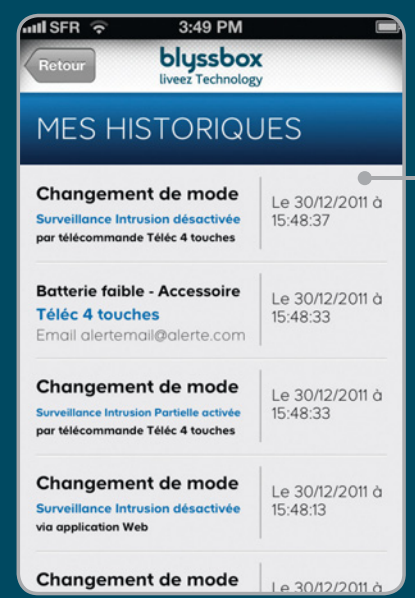 SFR 3:49 PM
Retour
blyssbox
liveez Technology
MES HISTORIQUES
Changement de mode
Surveillance Intrusion désactivée
par télécommande Téléc 4 touches
Le 30/12/2011 à
15:48:37
Batterie faible - Accessoire
Téléc 4 touches
Email alertemail@alerte.com
Le 30/12/2011 à
15:48:33
Changement de mode
Surveillance Intrusion Partielle activée
par télécommande Téléc 4 touches
Le 30/12/2011 à
15:48:33
Changement de mode
Surveillance Intrusion désactivée
via application Web
Le 30/12/2011 à
15:48:13
Changement de mode
Le 30/12/2011 à